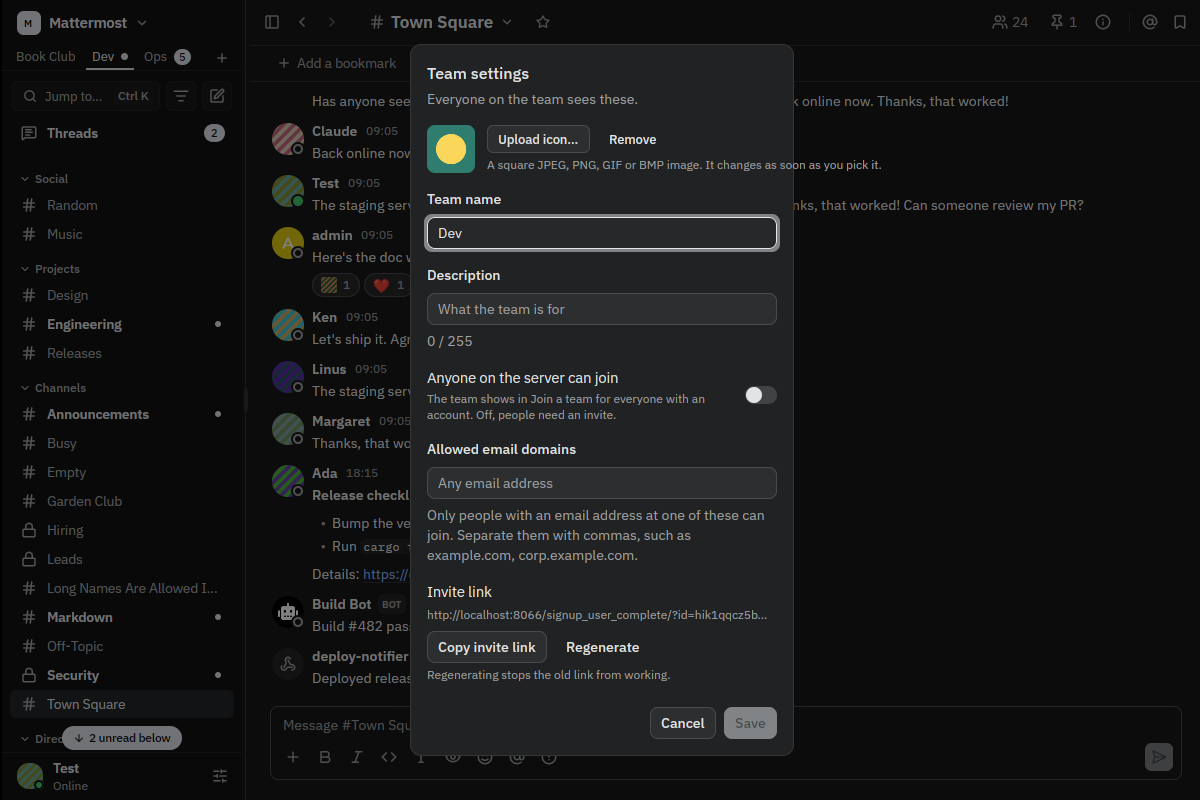 M Mattermost
Book Club Dev Ops 5
Jump to... Ctrl K
Threads 2
Social
Random
Music
Projects
Design
Engineering
Releases
Channels
Announcements
Busy
Empty
Garden Club
Hiring
Leads
Long Names Are Allowed I...
Markdown
Off-Topic
Security
Town Square
2 unread below
Test
Online
# Town Square
24 1
Add a bookmark
Has anyone see
online now. Thanks, that worked!
Claude 09:05
Back online now
Test 09:05
The staging serv
nks, that worked! Can someone review my PR?
A admin 09:05
Here's the doc w
1 1
Ken 09:05
Let's ship it. Agr
Linus 09:05
The staging serv
Margaret 09:05
Thanks, that wo
Ada 18:15
Release checkl
• Bump the ve
• Run cargo t
Details: https://
Build Bot BOT
Build #482 pas
deploy-notifier
Deployed releas
Message #Town Squ
Team settings
Everyone on the team sees these.
Upload icon... Remove
A square JPEG, PNG, GIF or BMP image. It changes as soon as you pick it.
Team name
Dev
Description
What the team is for
0 / 255
Anyone on the server can join
The team shows in Join a team for everyone with an
account. Off, people need an invite.
Allowed email domains
Any email address
Only people with an email address at one of these can
join. Separate them with commas, such as
example.com, corp.example.com.
Invite link
http://localhost:8066/signup_user_complete/?id=hik1qqcz5b...
Copy invite link Regenerate
Regenerating stops the old link from working.
Cancel Save